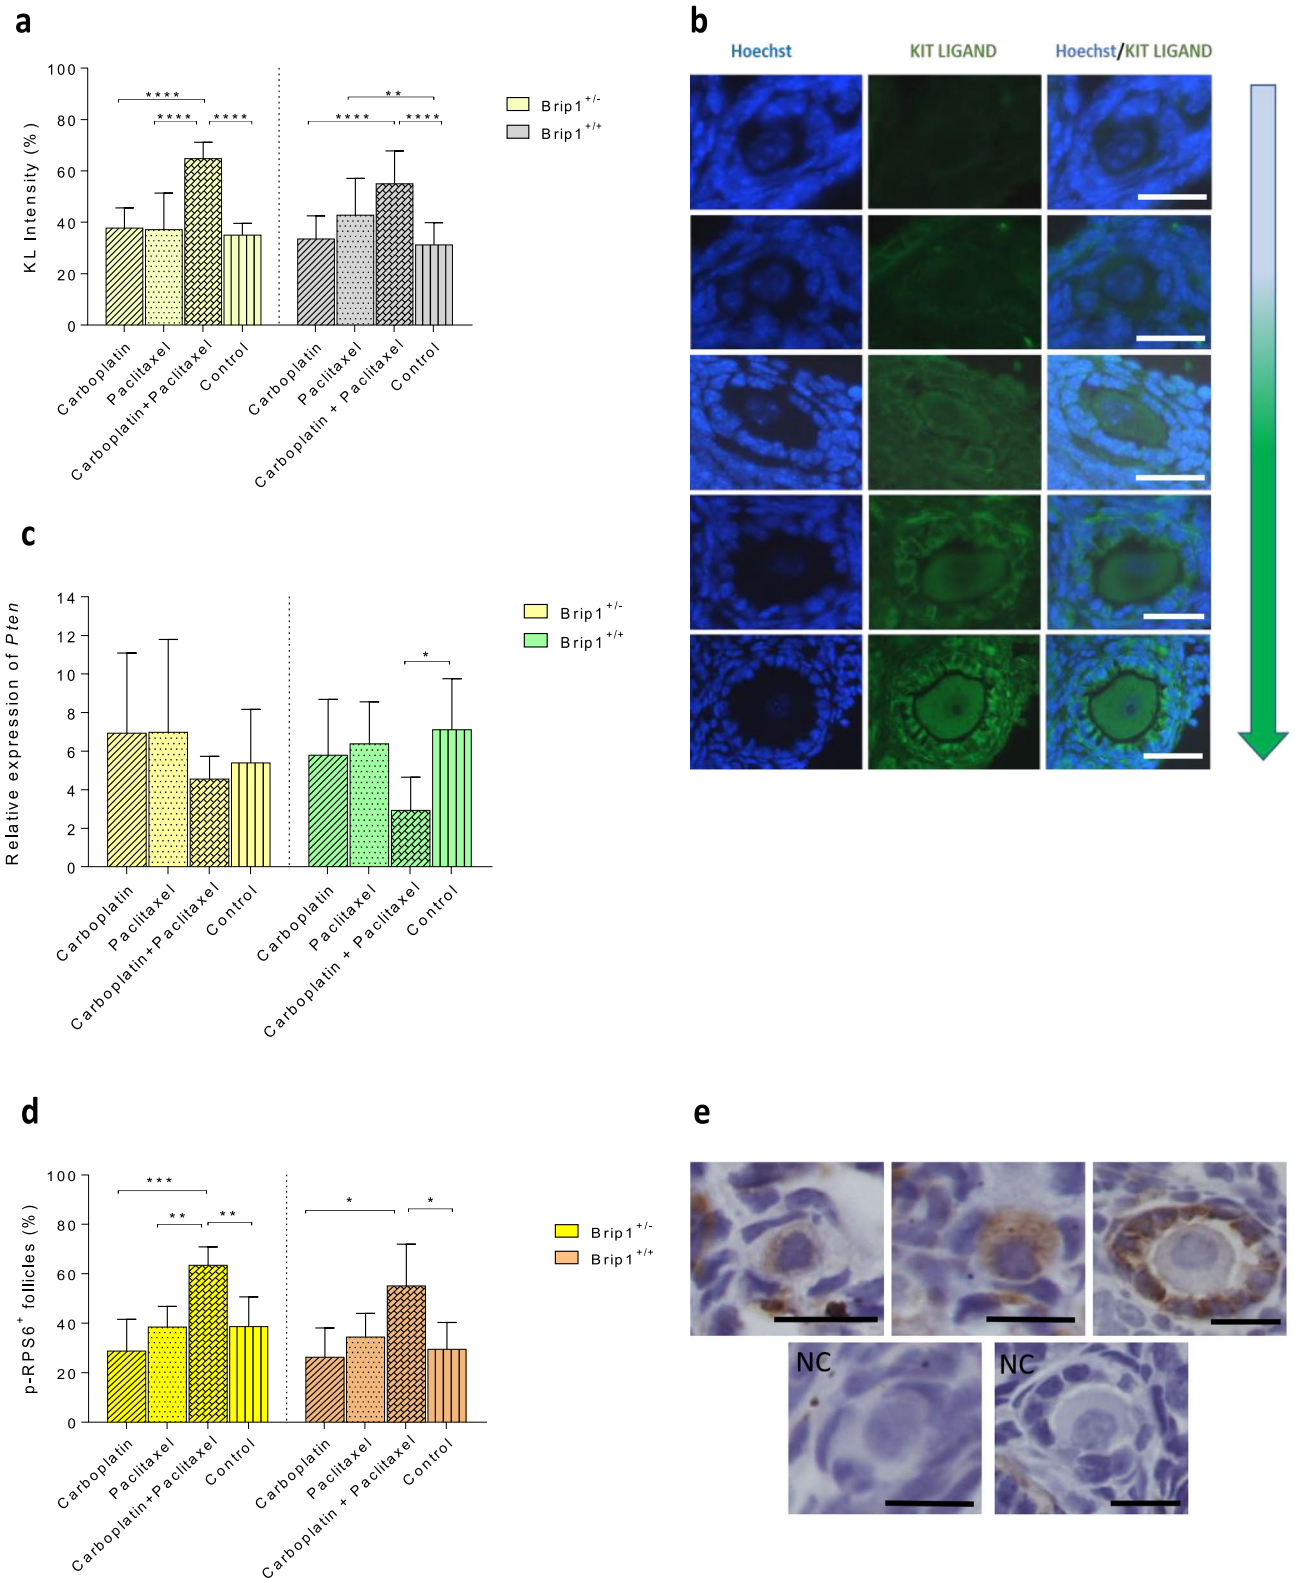 a
KL Intensity (%)
100
80
60
40
20
0
**** 
**** ****
**
**** ****
Brip1+/-
Brip1+/+
Carboplatin
Paclitaxel
Carboplatin+Paclitaxel
Control
Carboplatin
Paclitaxel
Carboplatin + Paclitaxel
Control
b
Hoechst KIT LIGAND Hoechst/KIT LIGAND
c
Relative expression of Pten
14
12
10
8
6
4
2
0
*
Brip1+/-
Brip1+/+
Carboplatin
Paclitaxel
Carboplatin+Paclitaxel
Control
Carboplatin
Paclitaxel
Carboplatin + Paclitaxel
Control
d
p-RPS6+ follicles (%)
100
80
60
40
20
0
***
** **
* *
Brip1+/-
Brip1+/+
Carboplatin
Paclitaxel
Carboplatin+Paclitaxel
Control
Carboplatin
Paclitaxel
Carboplatin + Paclitaxel
Control
e
NC NC